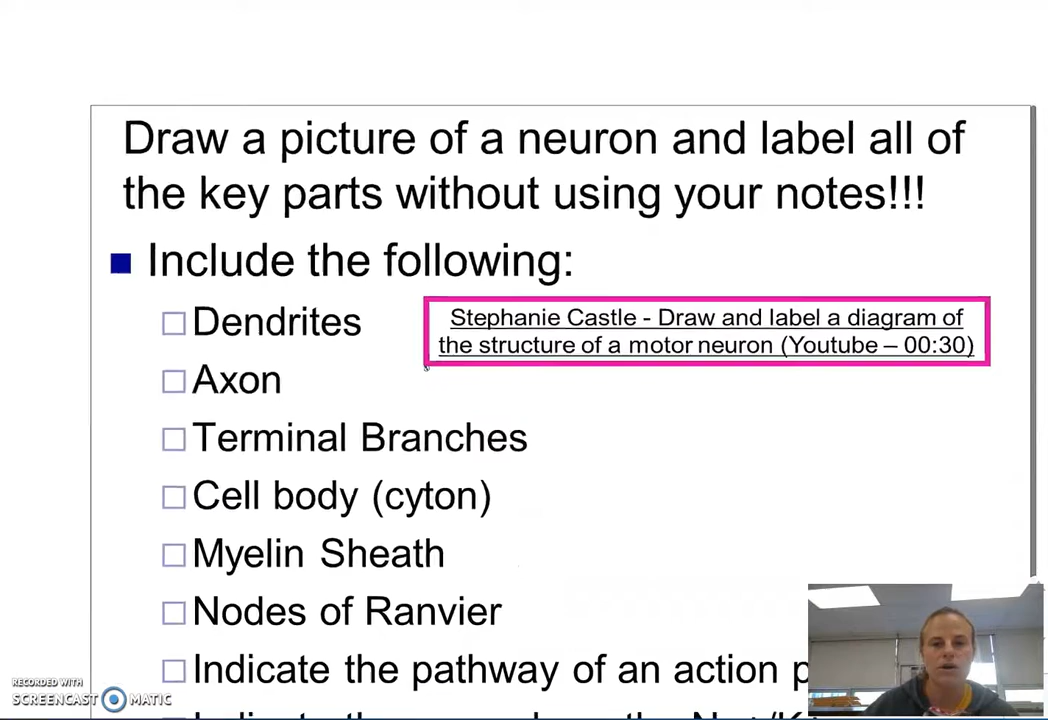 Draw a picture of a neuron and label all of
the key parts without using your notes!!!
Include the following:
Dendrites
Stephanie Castle - Draw and label a diagram of
the structure of a motor neuron (Youtube – 00:30)
Axon
Terminal Branches
Cell body (cyton)
Myelin Sheath
Nodes of Ranvier
Indicate the pathway of an action
RECORDED WITH
SCREENCAST MATIC